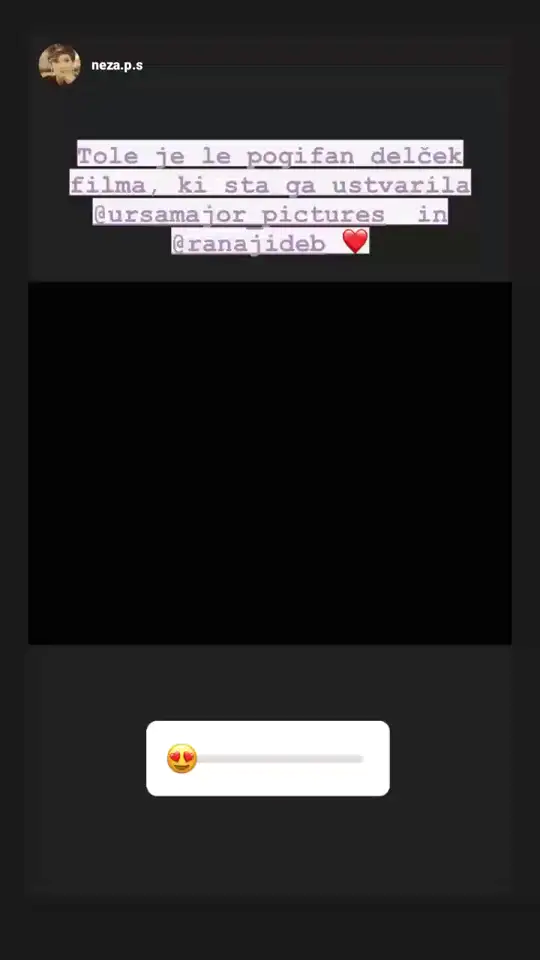 neza.p.s
Tole je le pogifan delček
filma, ki sta ga ustvarila
@ursamajor_pictures in
@ranajideb ❤️